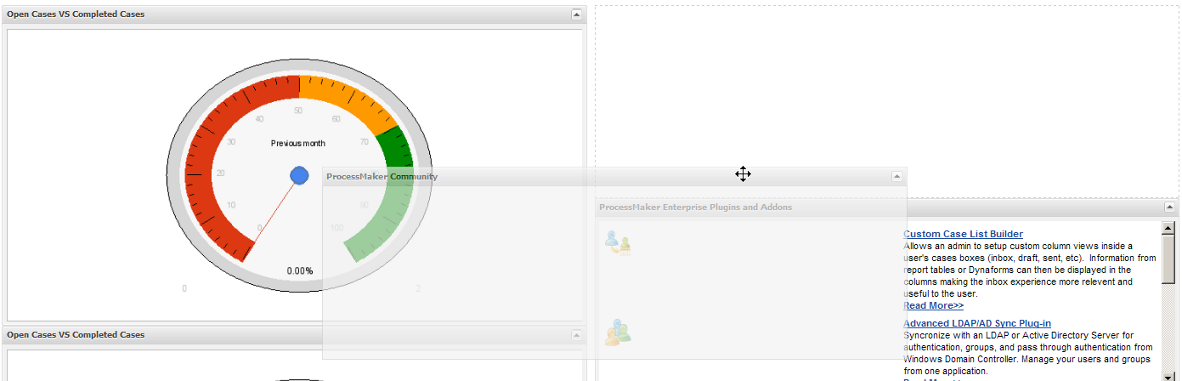 Open Cases VS Completed Cases
50
40
60
30
70
Previous month
20
10
90
0
100
0.00%
0
2
ProcessMaker Community
ProcessMaker Enterprise Plugins and Addons
Custom Case List Builder
Allows an admin to setup custom column views inside a
user's cases boxes (inbox, draft, sent, etc). Information from
report tables or Dynaforms can then be displayed in the
columns making the inbox experience more relevent and
useful to the user.
Read More>>
Advanced LDAP/AD Sync Plug-in
Syncronize with an LDAP or Active Directory Server for
authentication, groups, and pass through authentication from
Windows Domain Controller. Manage your users and groups
from one application.
Read More>>
Open Cases VS Completed Cases